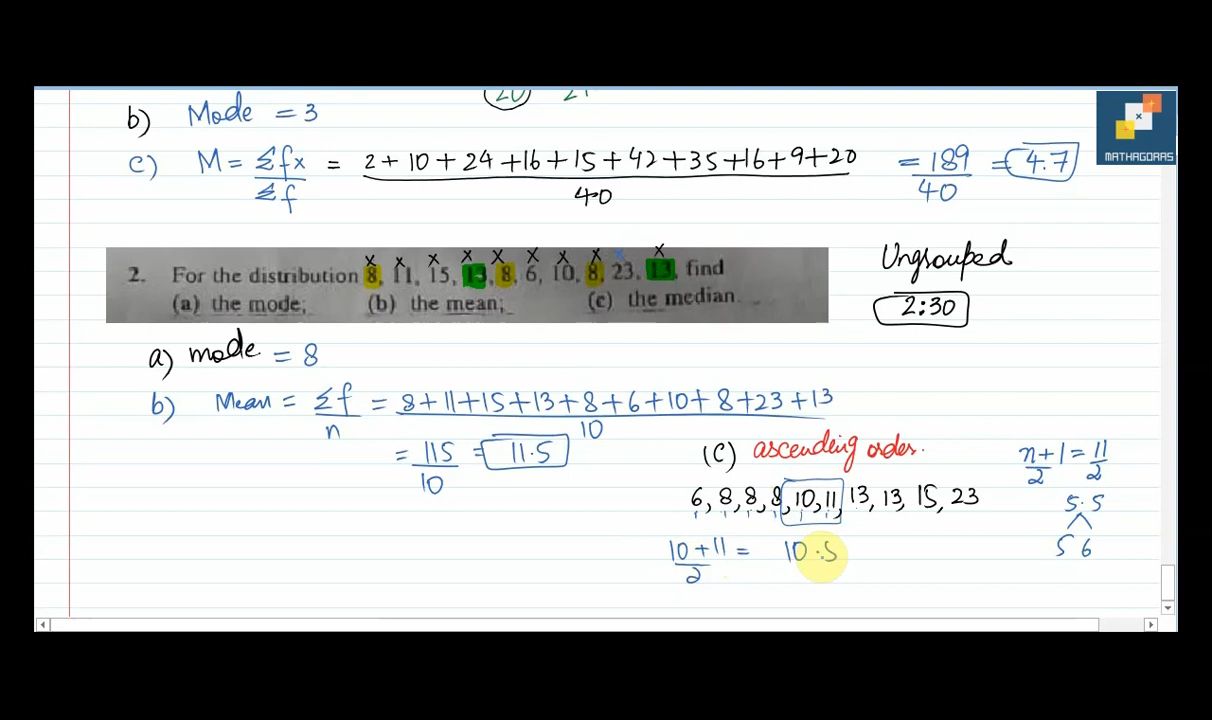 b) Mode = 3
c) M = Σfx / Σf = 2 + 10 + 24 + 16 + 15 + 42 + 35 + 16 + 9 + 20 / 40 = 189 / 40 = 4.7
MATHAGORAS
2. For the distribution 8, 11, 15, 13, 8, 6, 10, 8, 23, 13, find
(a) the mode; (b) the mean; (c) the median.
Ungrouped
2:30
a) mode = 8
b) Mean = Σf / n = 8+11+15+13+8+6+10+8+23+13 / 10
= 115 / 10 = 11.5
(C) ascending order.
6, 8, 8, 8, 10, 11, 13, 13, 15, 23
10 + 11 / 2 = 10.5
n+1 / 2 = 11 / 2
5.5
5 6